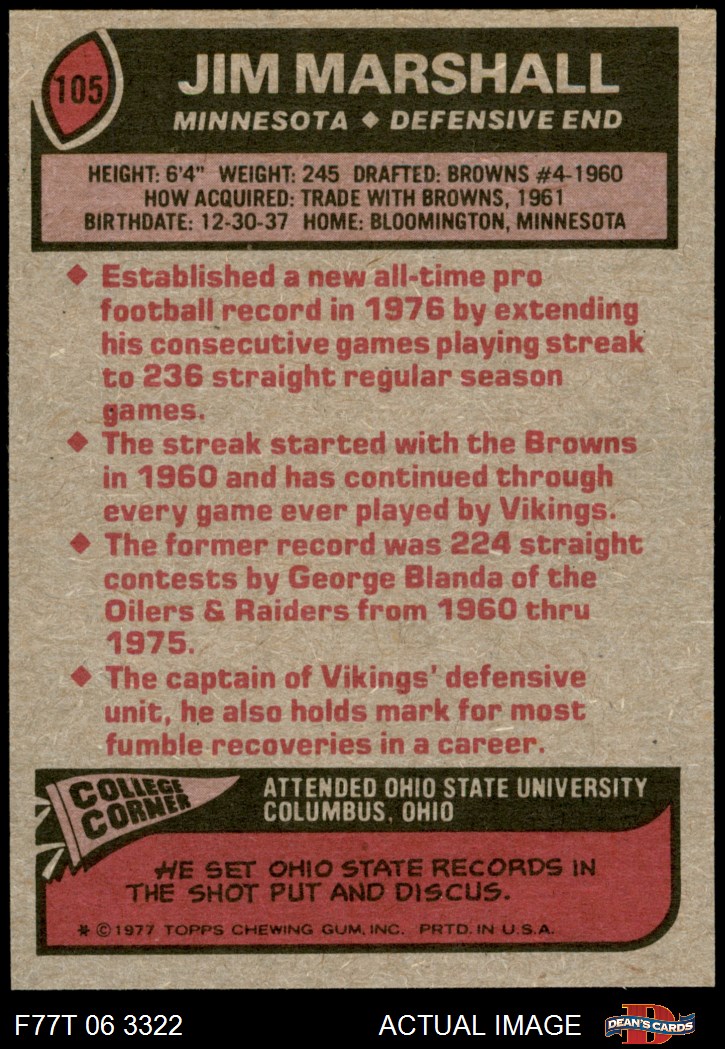 105
JIM MARSHALL
MINNESOTA ◆ DEFENSIVE END
HEIGHT: 6'4" WEIGHT: 245 DRAFTED: BROWNS #4-1960
HOW ACQUIRED: TRADE WITH BROWNS, 1961
BIRTHDATE: 12-30-37 HOME: BLOOMINGTON, MINNESOTA
◆ Established a new all-time pro
football record in 1976 by extending
his consecutive games playing streak
to 236 straight regular season
games.
◆ The streak started with the Browns
in 1960 and has continued through
every game ever played by Vikings.
◆ The former record was 224 straight
contests by George Blanda of the
Oilers & Raiders from 1960 thru
1975.
◆ The captain of Vikings' defensive
unit, he also holds mark for most
fumble recoveries in a career.
COLLEGE
CORNER
ATTENDED OHIO STATE UNIVERSITY
COLUMBUS, OHIO
HE SET OHIO STATE RECORDS IN
THE SHOT PUT AND DISCUS.
* © 1977 TOPPS CHEWING GUM, INC. PRTD. IN U.S.A.
F77T 06 3322
ACTUAL IMAGE
D
DEAN'S CARDS